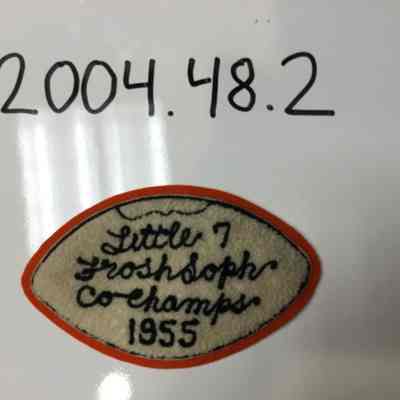 2004.48.2
Little 7
Frosh Soph
Co-Champs
1955